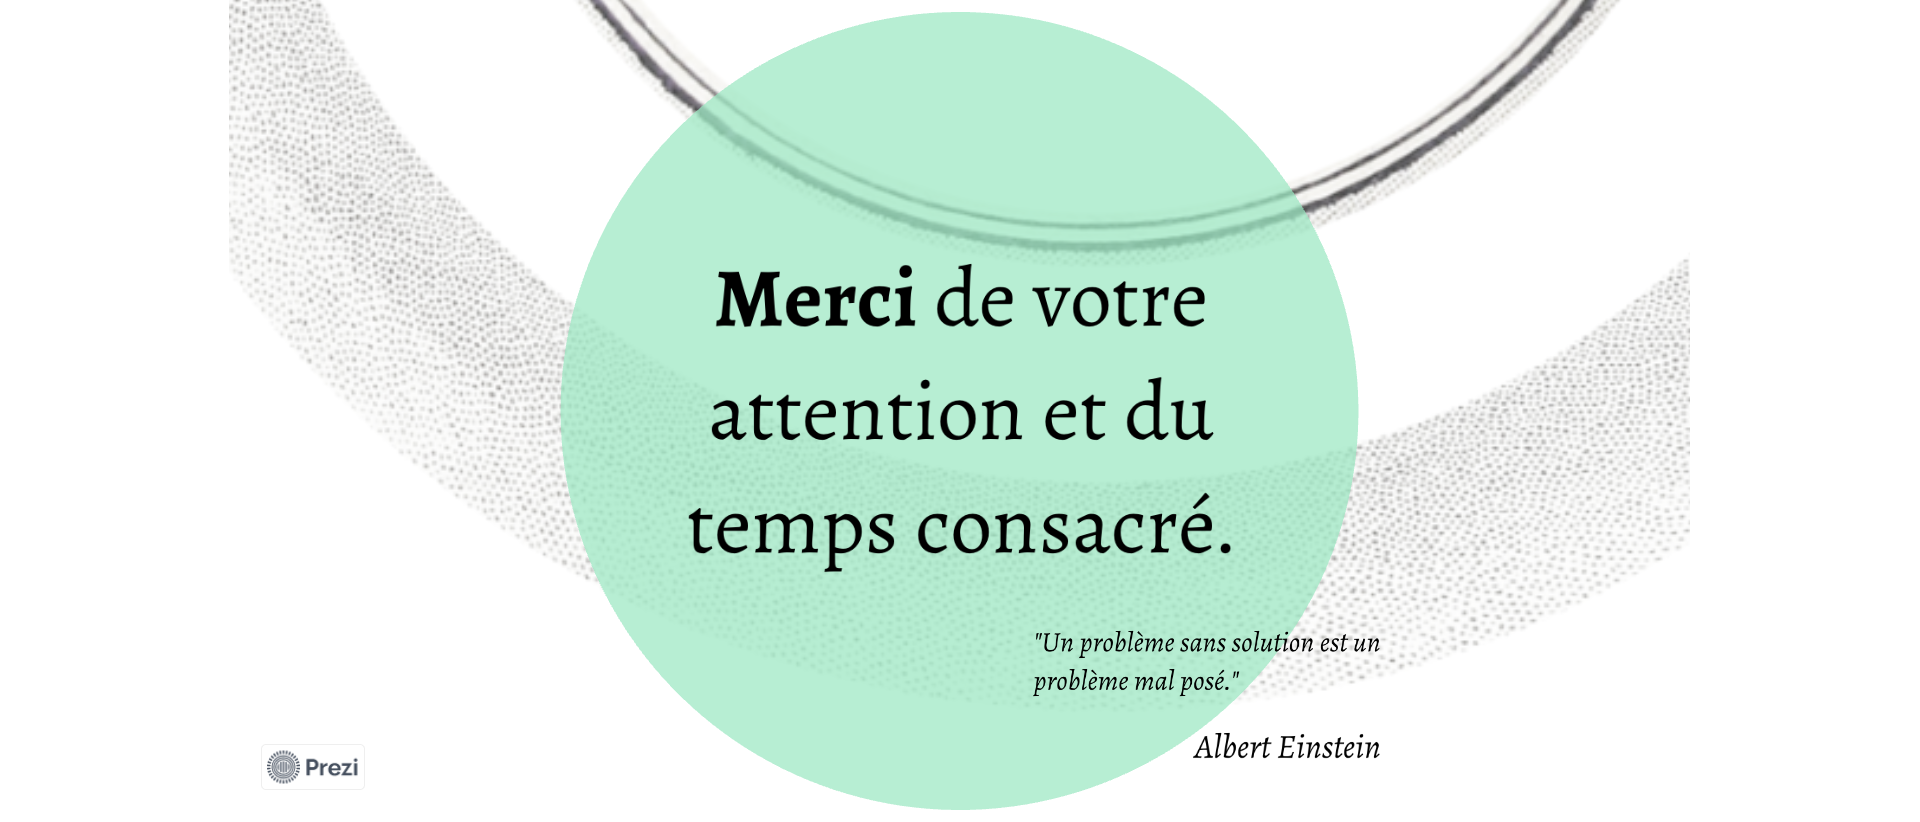 Merci de votre
attention et du
temps consacré.
"Un problème sans solution est un
problème mal posé."
Albert Einstein
Prezi